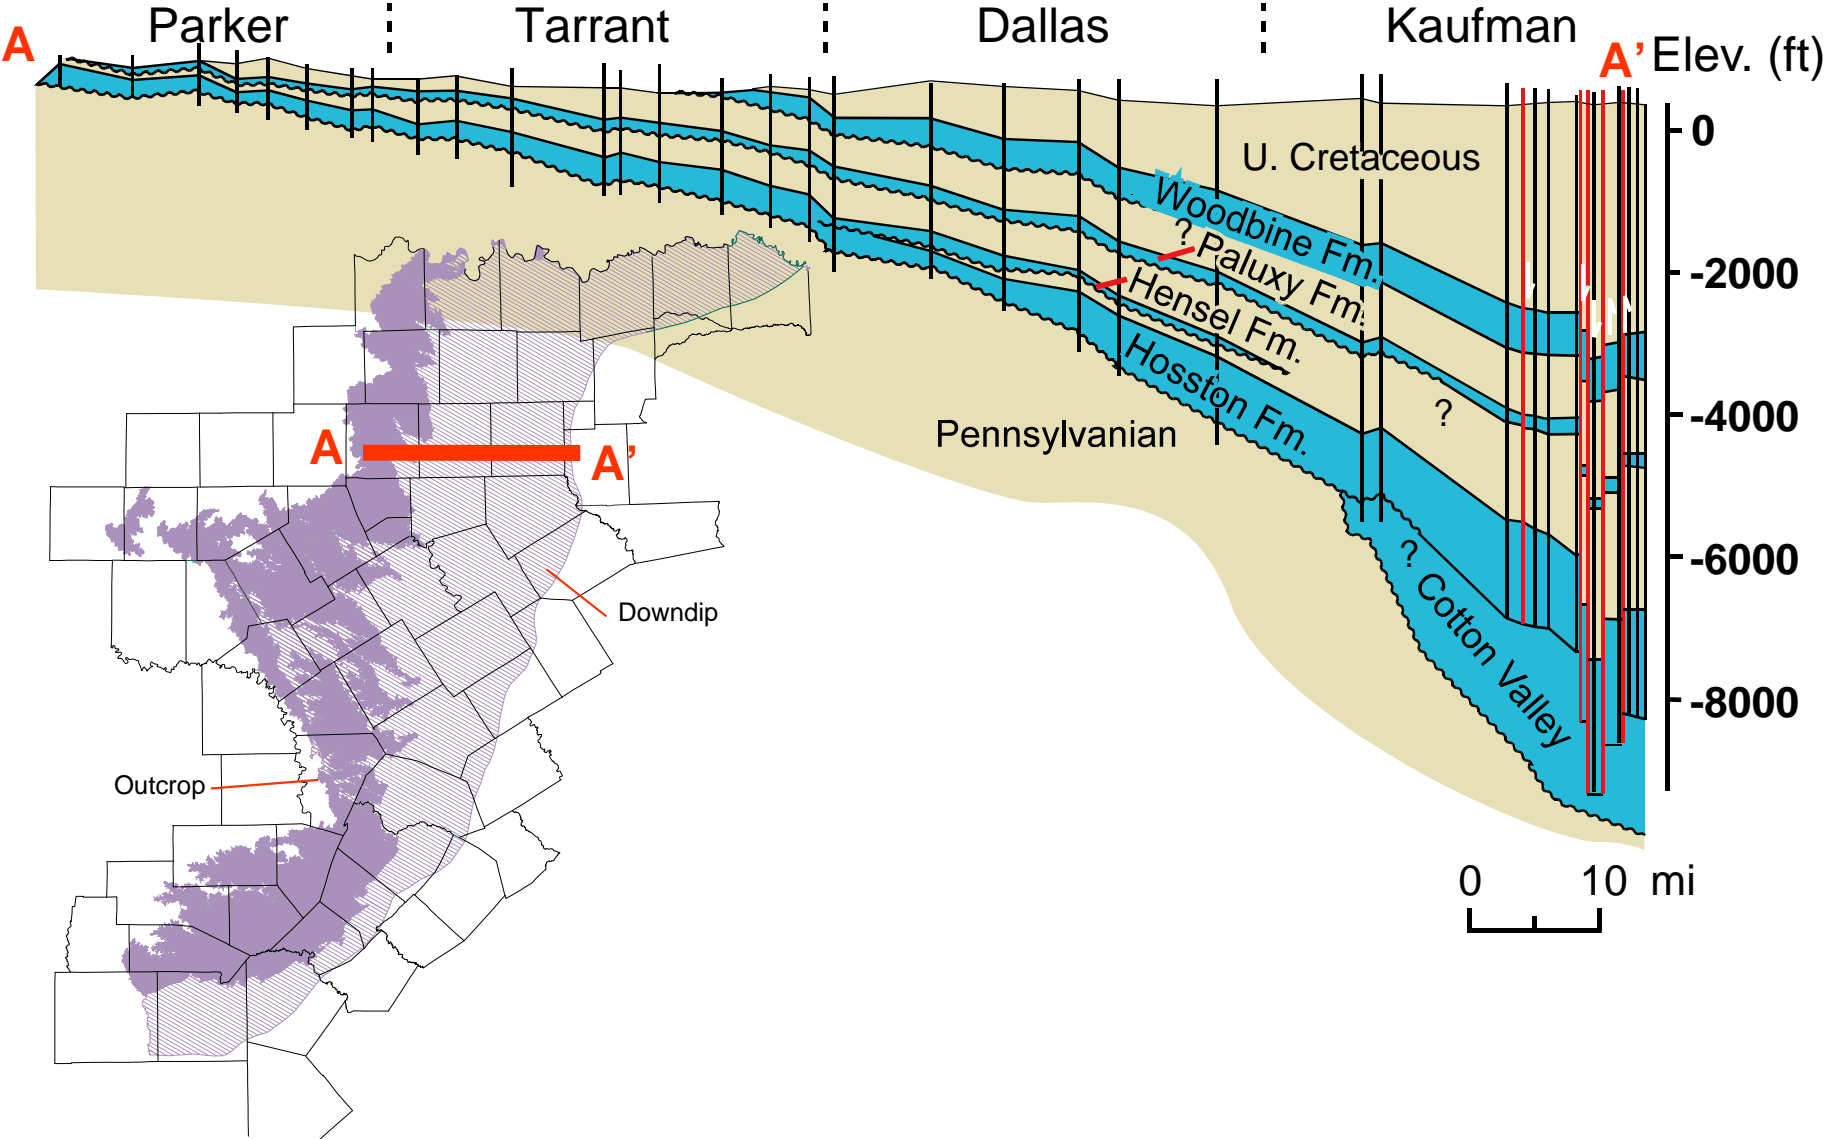 Parker
Tarrant
Dallas
Kaufman
A
A’
Elev. (ft)
0
-2000
-4000
-6000
-8000
U. Cretaceous
Woodbine Fm.
?
Paluxy Fm.
Hensel Fm.
Hosston Fm.
?
Pennsylvanian
?
Cotton Valley
A
A’
Downdip
Outcrop
0 10 mi